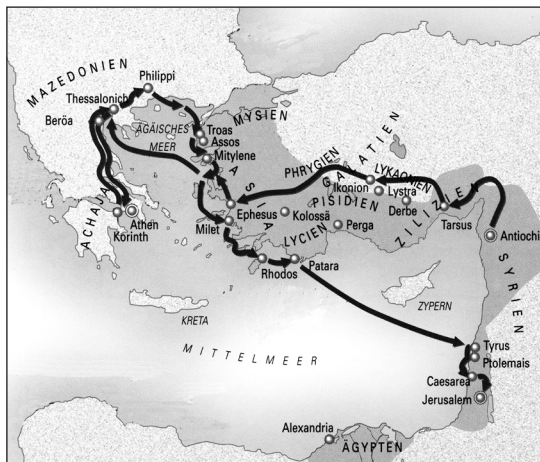 MAZEDONIEN
Philippi
Thessalonich
Beröa
ÄGÄISCHES
MEER
MYSIEN
Troas
Assos
Mitylene
GALATIEN
PHRYGIEN
LYKAONIEN
Ikonion
Lystra
PISIDIEN
Derbe
ZILIZIEN
Tarsus
Antiochi
ASIA
Ephesus
Kolossä
Perga
LYCIEN
Milet
ACHAJA
Athen
Korinth
Rhodos
Patara
ZYPERN
SYRIEN
KRETA
MITTELMEER
Tyrus
Ptolemais
Caesarea
Jerusalem
Alexandria
ÄGYPTEN